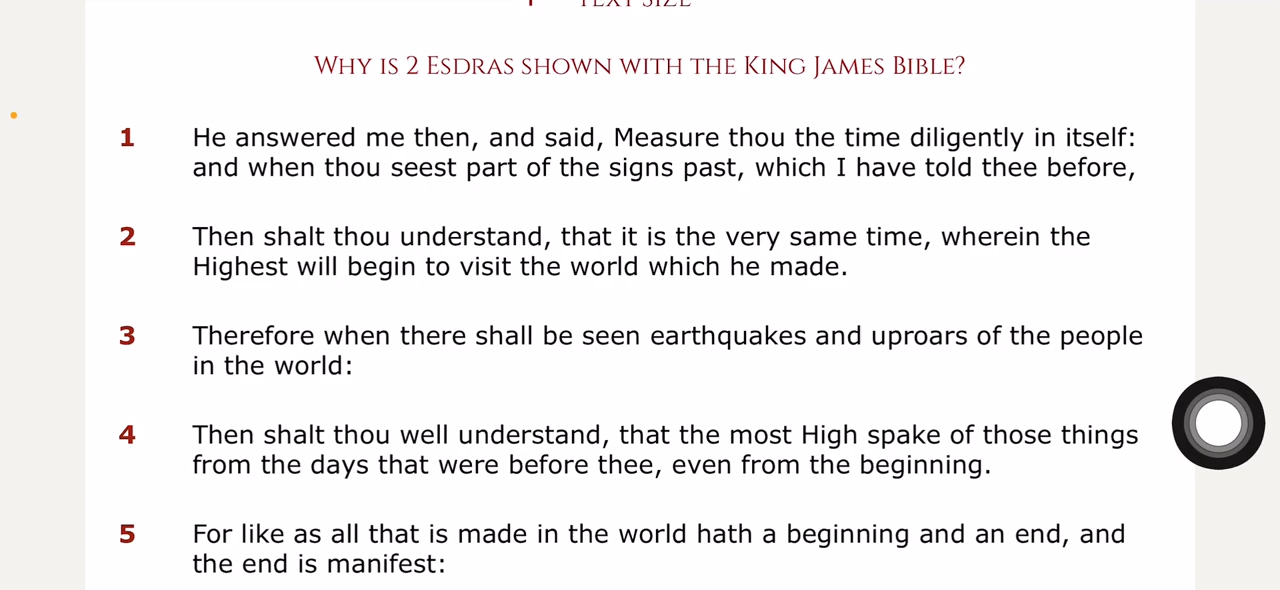 TEXT SIZE
Why is 2 Esdras shown with the King James Bible?
1 He answered me then, and said, Measure thou the time diligently in itself:
and when thou seest part of the signs past, which I have told thee before,
2 Then shalt thou understand, that it is the very same time, wherein the
Highest will begin to visit the world which he made.
3 Therefore when there shall be seen earthquakes and uproars of the people
in the world:
4 Then shalt thou well understand, that the most High spake of those things
from the days that were before thee, even from the beginning.
5 For like as all that is made in the world hath a beginning and an end, and
the end is manifest: